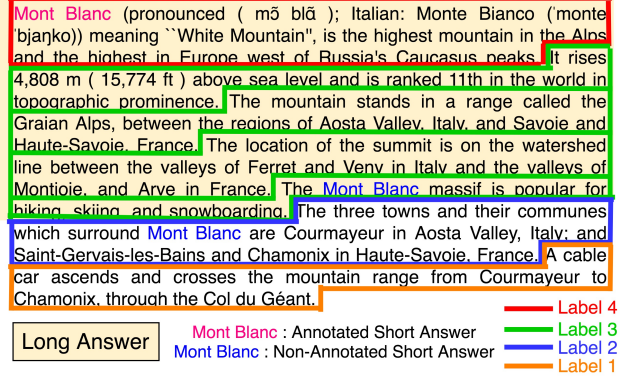 Mont Blanc (pronounced ( mɔ̃ blɑ̃ ); Italian: Monte Bianco (ˈmonte
ˈbjaŋko)) meaning ``White Mountain'', is the highest mountain in the Alps
and the highest in Europe west of Russia's Caucasus peaks. It rises
4,808 m ( 15,774 ft ) above sea level and is ranked 11th in the world in
topographic prominence. The mountain stands in a range called the
Graian Alps, between the regions of Aosta Valley, Italy, and Savoie and
Haute-Savoie, France. The location of the summit is on the watershed
line between the valleys of Ferret and Veny in Italy and the valleys of
Montjoie, and Arve in France. The Mont Blanc massif is popular for
hiking, skiing, and snowboarding. The three towns and their communes
which surround Mont Blanc are Courmayeur in Aosta Valley, Italy; and
Saint-Gervais-les-Bains and Chamonix in Haute-Savoie, France. A cable
car ascends and crosses the mountain range from Courmayeur to
Chamonix, through the Col du Géant.
Long Answer
Mont Blanc : Annotated Short Answer
Mont Blanc : Non-Annotated Short Answer
Label 4
Label 3
Label 2
Label 1